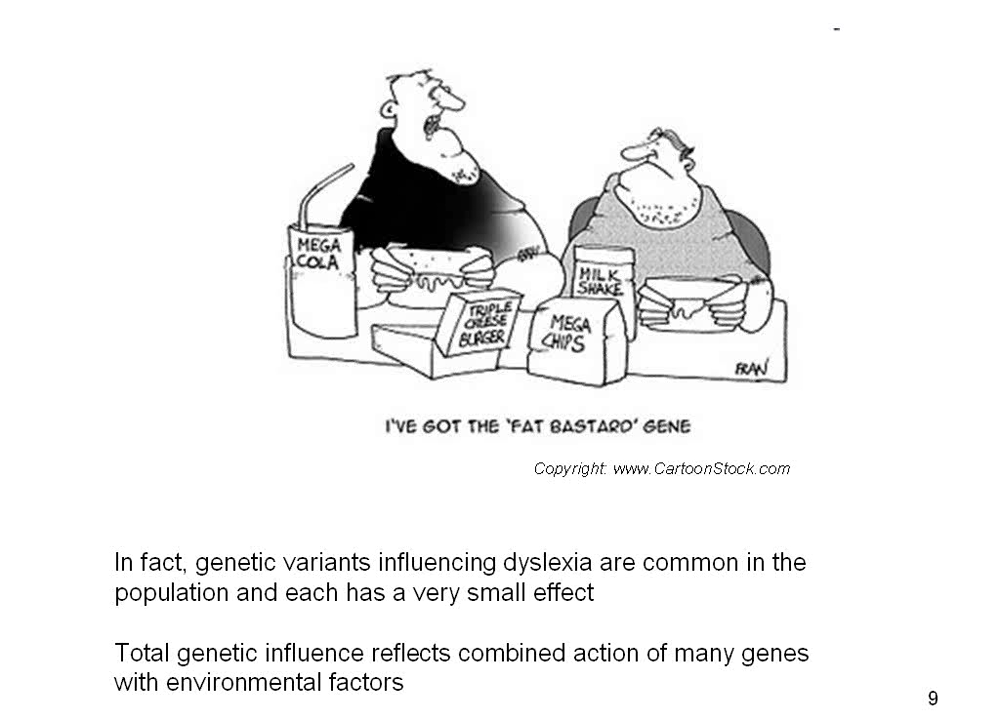 -
MEGA
COLA
MILK
SHAKE
TRIPLE
CHEESE
BURGER
MEGA
CHIPS
FRAN
I'VE GOT THE 'FAT BASTARD' GENE
Copyright: www.CartoonStock.com
In fact, genetic variants influencing dyslexia are common in the
population and each has a very small effect
Total genetic influence reflects combined action of many genes
with environmental factors
9